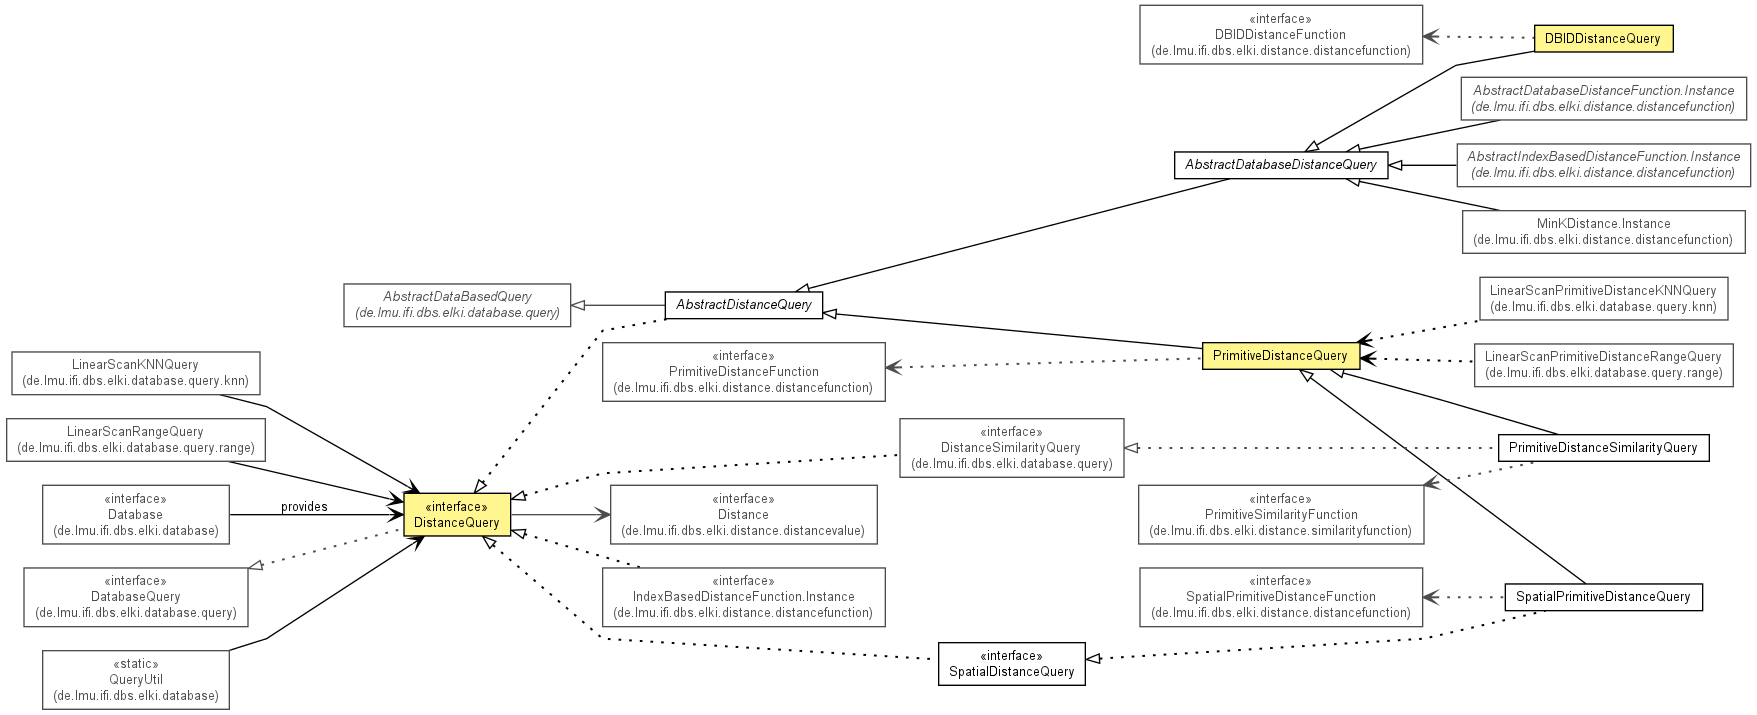 «interface»
DBIDDistanceFunction
(de.lmu.ifi.dbs.elki.distance.distancefunction)
DBIDDistanceQuery
AbstractDatabaseDistanceFunction.Instance
(de.lmu.ifi.dbs.elki.distance.distancefunction)
AbstractDatabaseDistanceQuery
AbstractIndexBasedDistanceFunction.Instance
(de.lmu.ifi.dbs.elki.distance.distancefunction)
MinKDistance.Instance
(de.lmu.ifi.dbs.elki.distance.distancefunction)
AbstractDataBasedQuery
(de.lmu.ifi.dbs.elki.database.query)
AbstractDistanceQuery
LinearScanPrimitiveDistanceKNNQuery
(de.lmu.ifi.dbs.elki.database.query.knn)
«interface»
PrimitiveDistanceFunction
(de.lmu.ifi.dbs.elki.distance.distancefunction)
PrimitiveDistanceQuery
LinearScanPrimitiveDistanceRangeQuery
(de.lmu.ifi.dbs.elki.database.query.range)
LinearScanKNNQuery
(de.lmu.ifi.dbs.elki.database.query.knn)
LinearScanRangeQuery
(de.lmu.ifi.dbs.elki.database.query.range)
«interface»
DistanceSimilarityQuery
(de.lmu.ifi.dbs.elki.database.query)
PrimitiveDistanceSimilarityQuery
«interface»
Database
(de.lmu.ifi.dbs.elki.database)
provides
«interface»
DistanceQuery
«interface»
Distance
(de.lmu.ifi.dbs.elki.distance.distancevalue)
«interface»
PrimitiveSimilarityFunction
(de.lmu.ifi.dbs.elki.distance.similarityfunction)
«interface»
DatabaseQuery
(de.lmu.ifi.dbs.elki.database.query)
«interface»
IndexBasedDistanceFunction.Instance
(de.lmu.ifi.dbs.elki.distance.distancefunction)
«interface»
SpatialPrimitiveDistanceFunction
(de.lmu.ifi.dbs.elki.distance.distancefunction)
SpatialPrimitiveDistanceQuery
«static»
QueryUtil
(de.lmu.ifi.dbs.elki.database)
«interface»
SpatialDistanceQuery